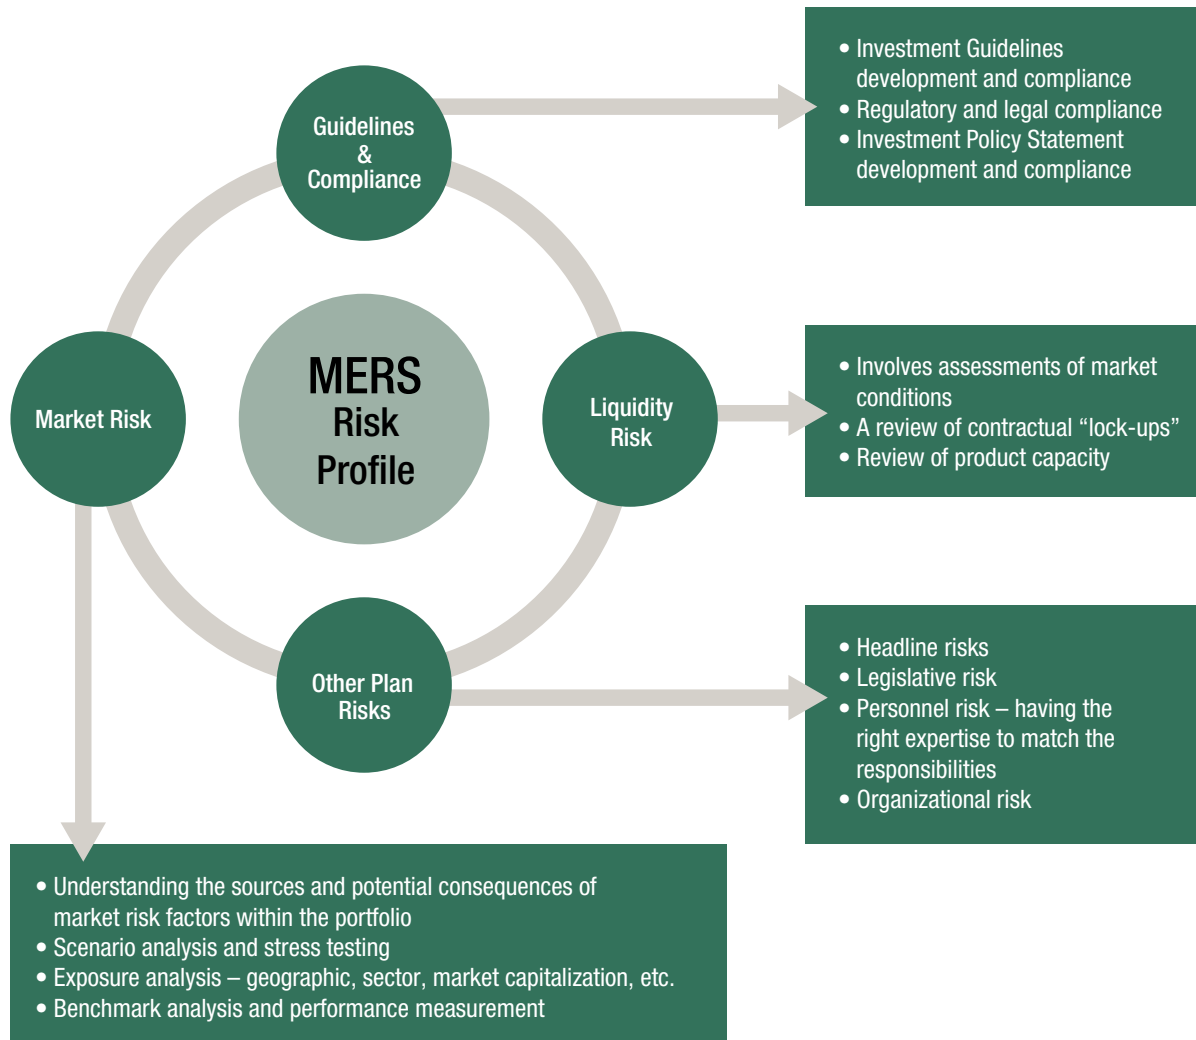 Guidelines
&
Compliance
• Investment Guidelines
development and compliance
• Regulatory and legal compliance
• Investment Policy Statement
development and compliance
MERS
Risk
Profile
Market Risk
Liquidity
Risk
• Involves assessments of market
conditions
• A review of contractual “lock-ups”
• Review of product capacity
Other Plan
Risks
• Headline risks
• Legislative risk
• Personnel risk – having the
right expertise to match the
responsibilities
• Organizational risk
• Understanding the sources and potential consequences of
market risk factors within the portfolio
• Scenario analysis and stress testing
• Exposure analysis – geographic, sector, market capitalization, etc.
• Benchmark analysis and performance measurement